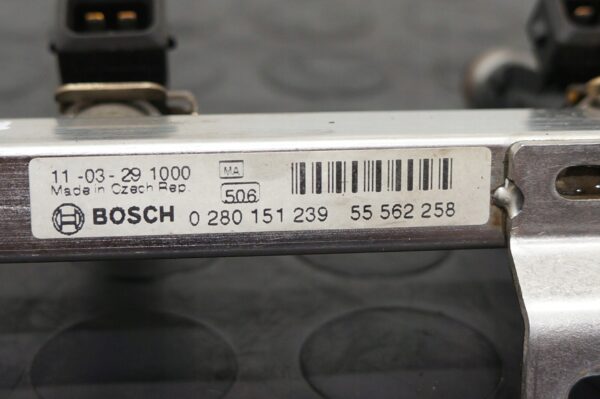 11 -03- 29 1000 MA
Made in Czech Rep. 506
BOSCH 0 280 151 239 55 562 258